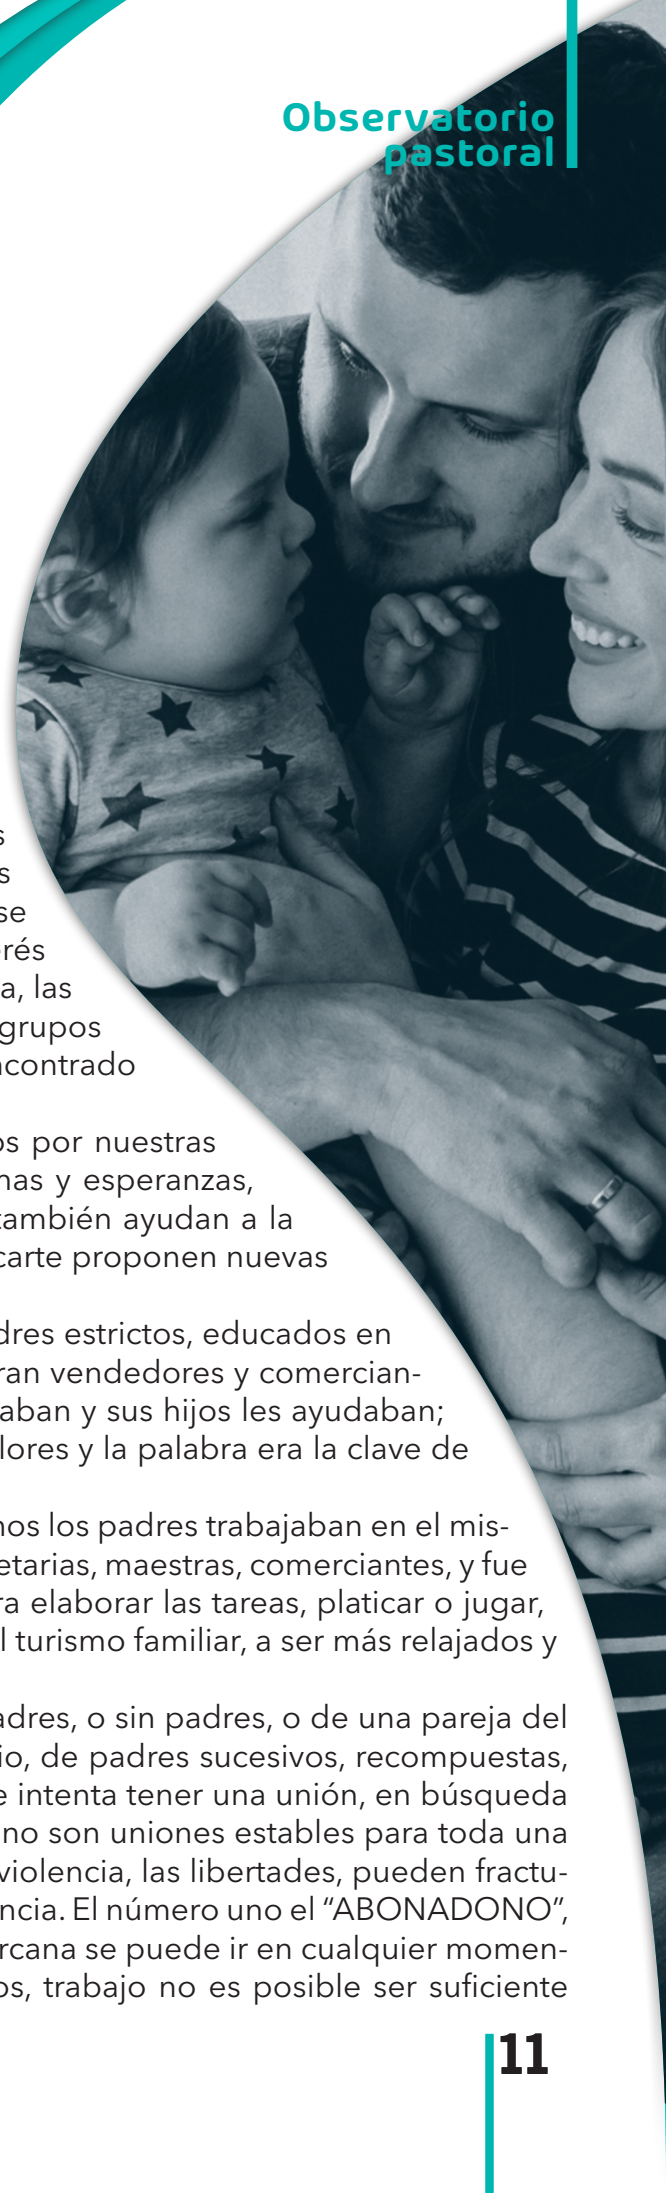 Observatorio
pastoral
s
s
se
rés
a, las
grupos
contrado
os por nuestras
nas y esperanzas,
también ayudan a la
carte proponen nuevas
dres estrictos, educados en
ran vendedores y comercian-
aban y sus hijos les ayudaban;
lores y la palabra era la clave de
nos los padres trabajaban en el mis-
etarias, maestras, comerciantes, y fue
ra elaborar las tareas, platicar o jugar,
l turismo familiar, a ser más relajados y
adres, o sin padres, o de una pareja del
io, de padres sucesivos, recompuestas,
e intenta tener una unión, en búsqueda
no son uniones estables para toda una
violencia, las libertades, pueden fractu-
ncia. El número uno el “ABONADONO”,
rcana se puede ir en cualquier momen-
os, trabajo no es posible ser suficiente
11